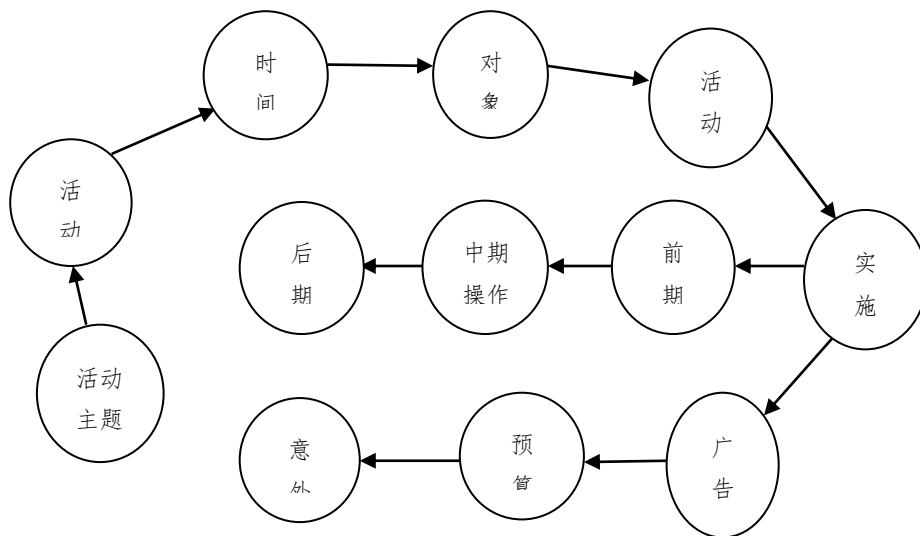 时
间
对
象
活
动
活
动
后
期
中期
操作
前
期
实
施
活动
主题
意
外
预
算
广
告